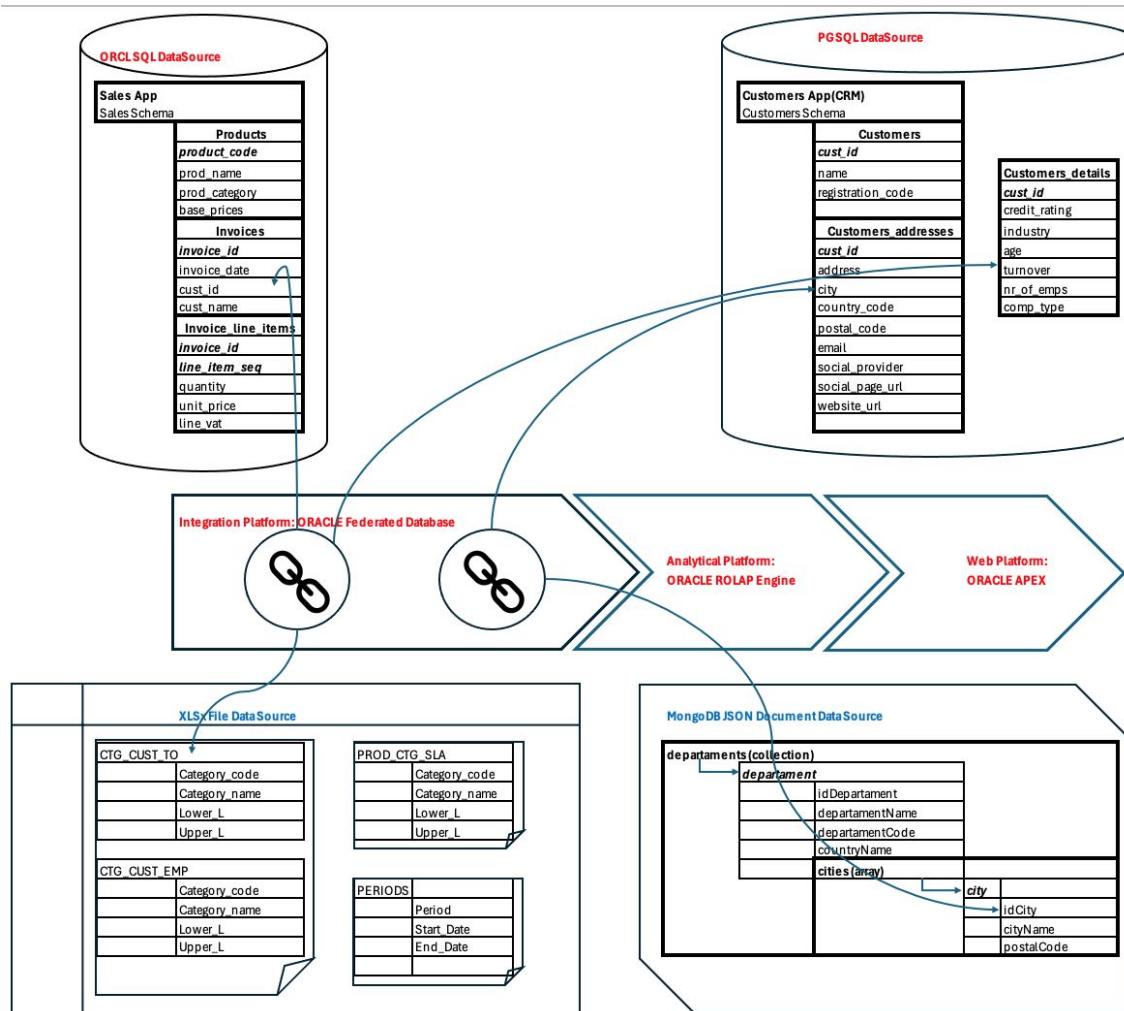 ORCLSQLDataSource
Sales App
Sales Schema
Products
product_code
prod_name
prod_category
base_prices
Invoices
invoice_id
invoice_date
cust_id
cust_name
Invoice_line_items
invoice_id
line_item_seq
quantity
unit_price
line_vat
PGSQLDataSource
Customers App(CRM)
Customers Schema
Customers
cust_id
name
registration_code
Customers_addresses
cust_id
address
city
country_code
postal_code
email
social_provider
social_page_url
website_url
Customers_details
cust_id
credit_rating
industry
age
turnover
nr_of_emps
comp_type
Integration Platform: ORACLE Federated Database
Analytical Platform:
ORACLE ROLAP Engine
Web Platform:
ORACLE APEX
XLSx File DataSource
CTG_CUST_TO
Category_code
Category_name
Lower_L
Upper_L
CTG_CUST_EMP
Category_code
Category_name
Lower_L
Upper_L
PROD_CTG_SLA
Category_code
Category_name
Lower_L
Upper_L
PERIODS
Period
Start_Date
End_Date
MongoDB JSON Document DataSource
departaments (collection)
departament
idDepartament
departamentName
departamentCode
countryName
cities (array)
city
idCity
cityName
postalCode